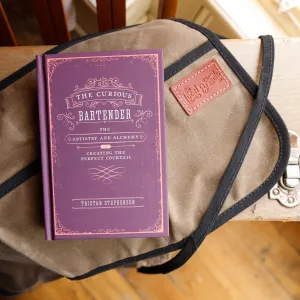 THE CURIOUS
BARTENDER
THE
ARTISTRY AND ALCHEMY
OF
CREATING THE
PERFECT COCKTAIL
TRISTAN STEPHENSON